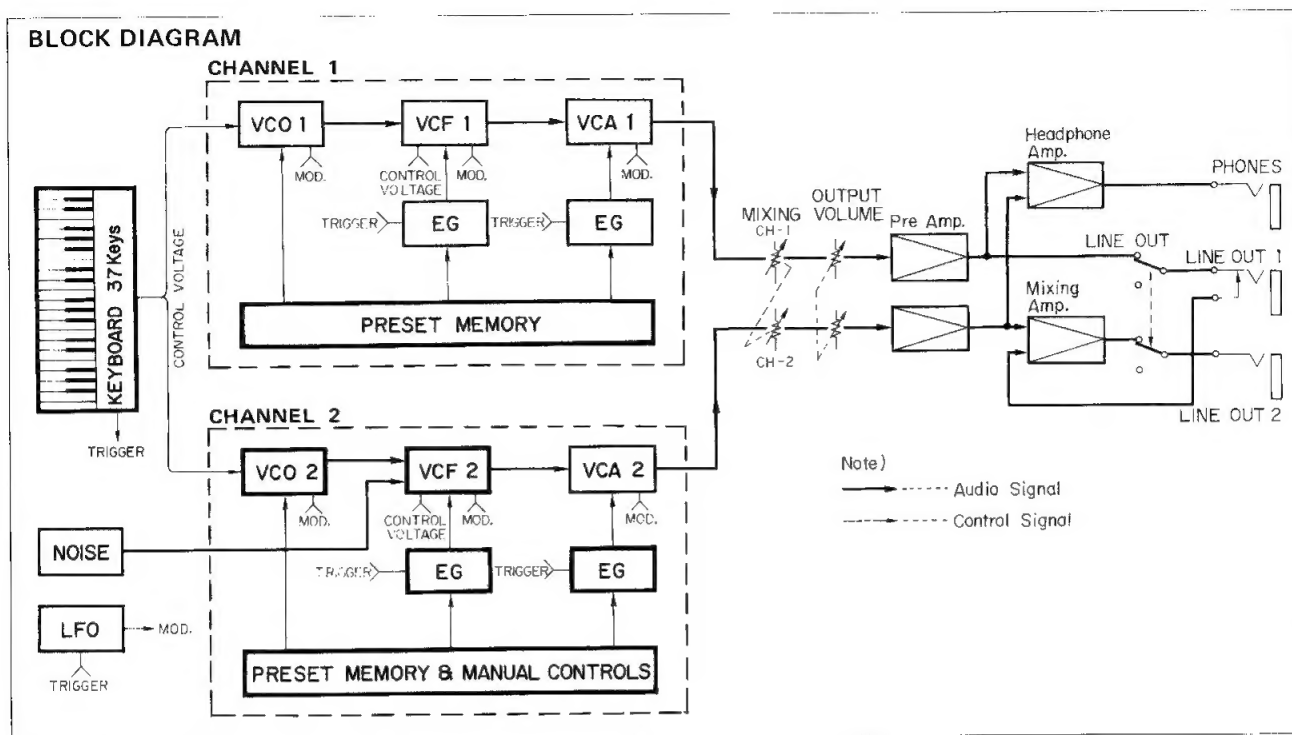 BLOCK DIAGRAM
CHANNEL 1
VCO 1
VCF 1
VCA 1
MOD.
CONTROL
VOLTAGE
MOD.
MOD.
TRIGGER
EG
TRIGGER
EG
PRESET MEMORY
KEYBOARD 37 Keys
CONTROL VOLTAGE
TRIGGER
MIXING
CH-1
OUTPUT
VOLUME
CH-2
Pre Amp.
Headphone
Amp.
PHONES
LINE OUT
LINE OUT 1
Mixing
Amp.
LINE OUT 2
CHANNEL 2
VCO 2
VCF 2
VCA 2
MOD.
CONTROL
VOLTAGE
MOD.
MOD.
NOISE
TRIGGER
EG
TRIGGER
EG
LFO
MOD.
TRIGGER
PRESET MEMORY & MANUAL CONTROLS
Note)
Audio Signal
Control Signal